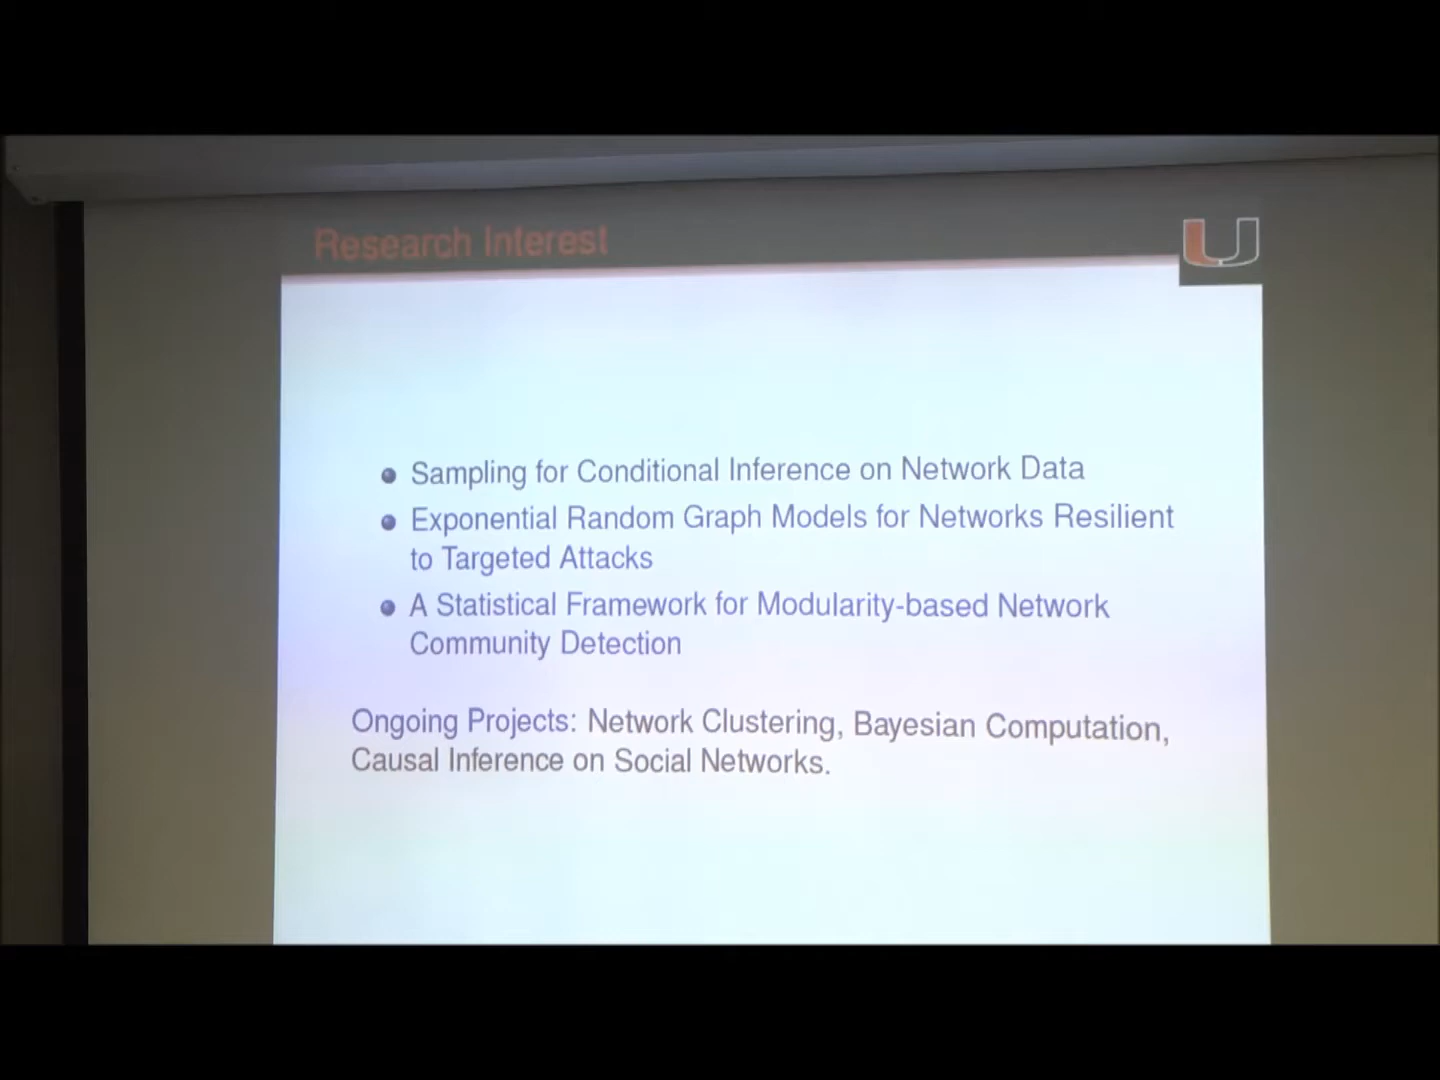 Research Interest
U
Sampling for Conditional Inference on Network Data
Exponential Random Graph Models for Networks Resilient
to Targeted Attacks
A Statistical Framework for Modularity-based Network
Community Detection
Ongoing Projects: Network Clustering, Bayesian Computation,
Causal Inference on Social Networks.